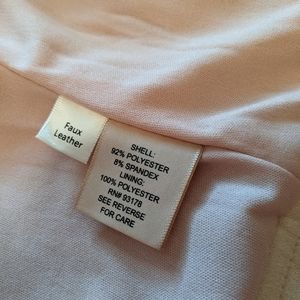 Faux
Leather
SHELL:
92% POLYESTER
8% SPANDEX
LINING:
100% POLYESTER
RN# 93178
SEE REVERSE
FOR CARE